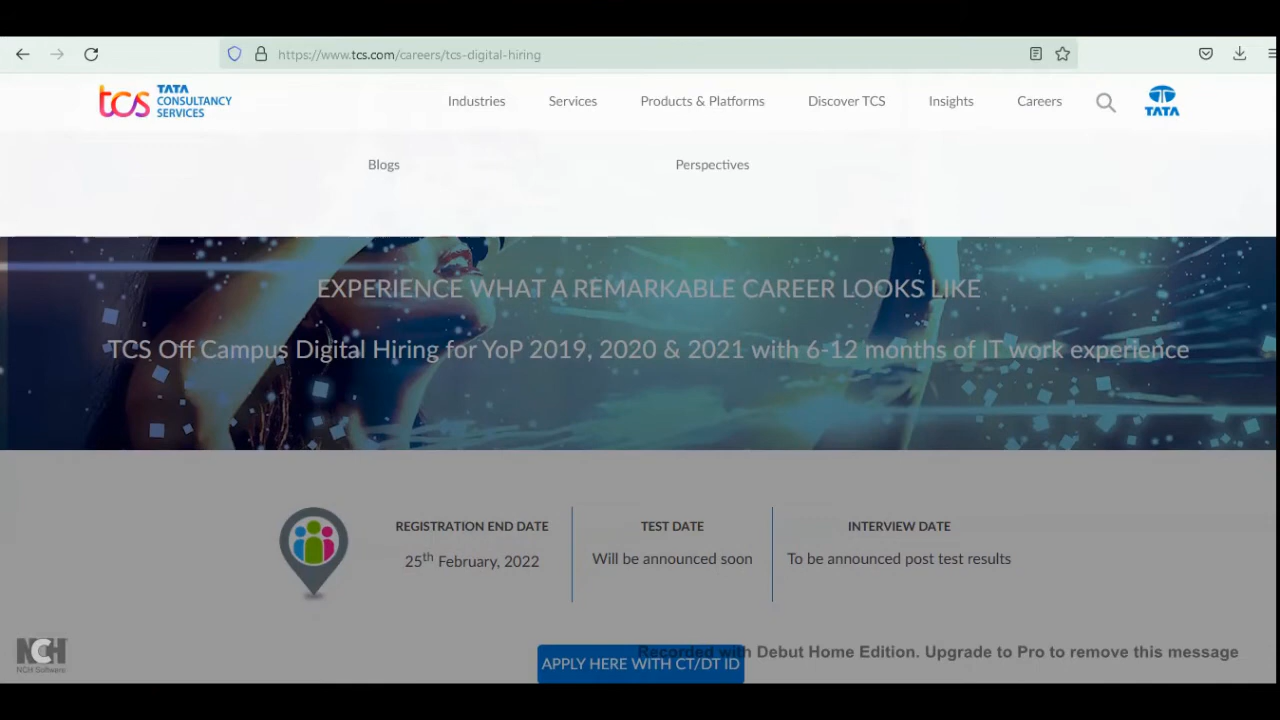 https://www.tcs.com/careers/tcs-digital-hiring
tcs TATA CONSULTANCY SERVICES
Industries
Services
Products & Platforms
Discover TCS
Insights
Careers
TATA
Blogs
Perspectives
EXPERIENCE WHAT A REMARKABLE CAREER LOOKS LIKE
TCS Off Campus Digital Hiring for YoP 2019, 2020 & 2021 with 6-12 months of IT work experience
REGISTRATION END DATE
25th February, 2022
TEST DATE
Will be announced soon
INTERVIEW DATE
To be announced post test results
APPLY HERE WITH CT/DT ID
NCH
NCH Software
Recorded with Debut Home Edition. Upgrade to Pro to remove this message